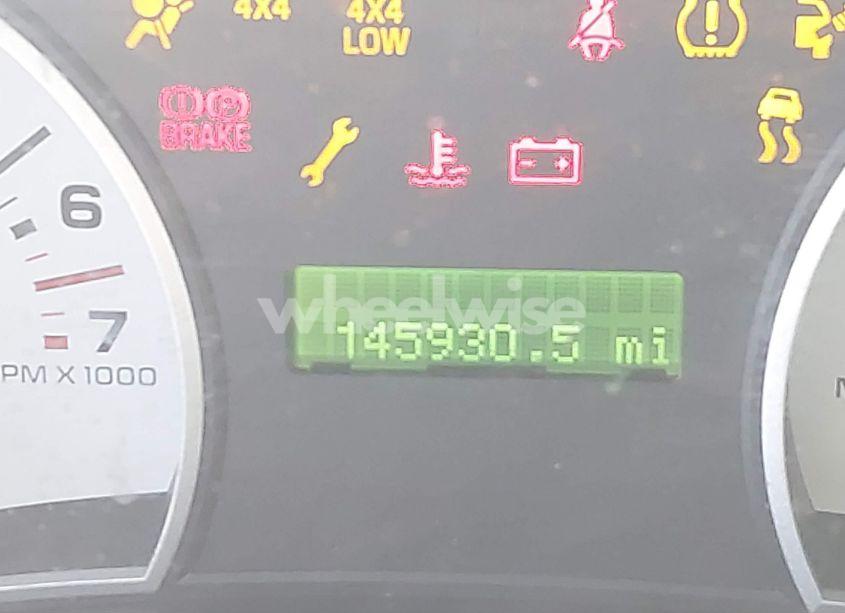 4X4
4X4
LOW
BRAKE
6
7
PM X 1000
wheelwise
145930.5 mi